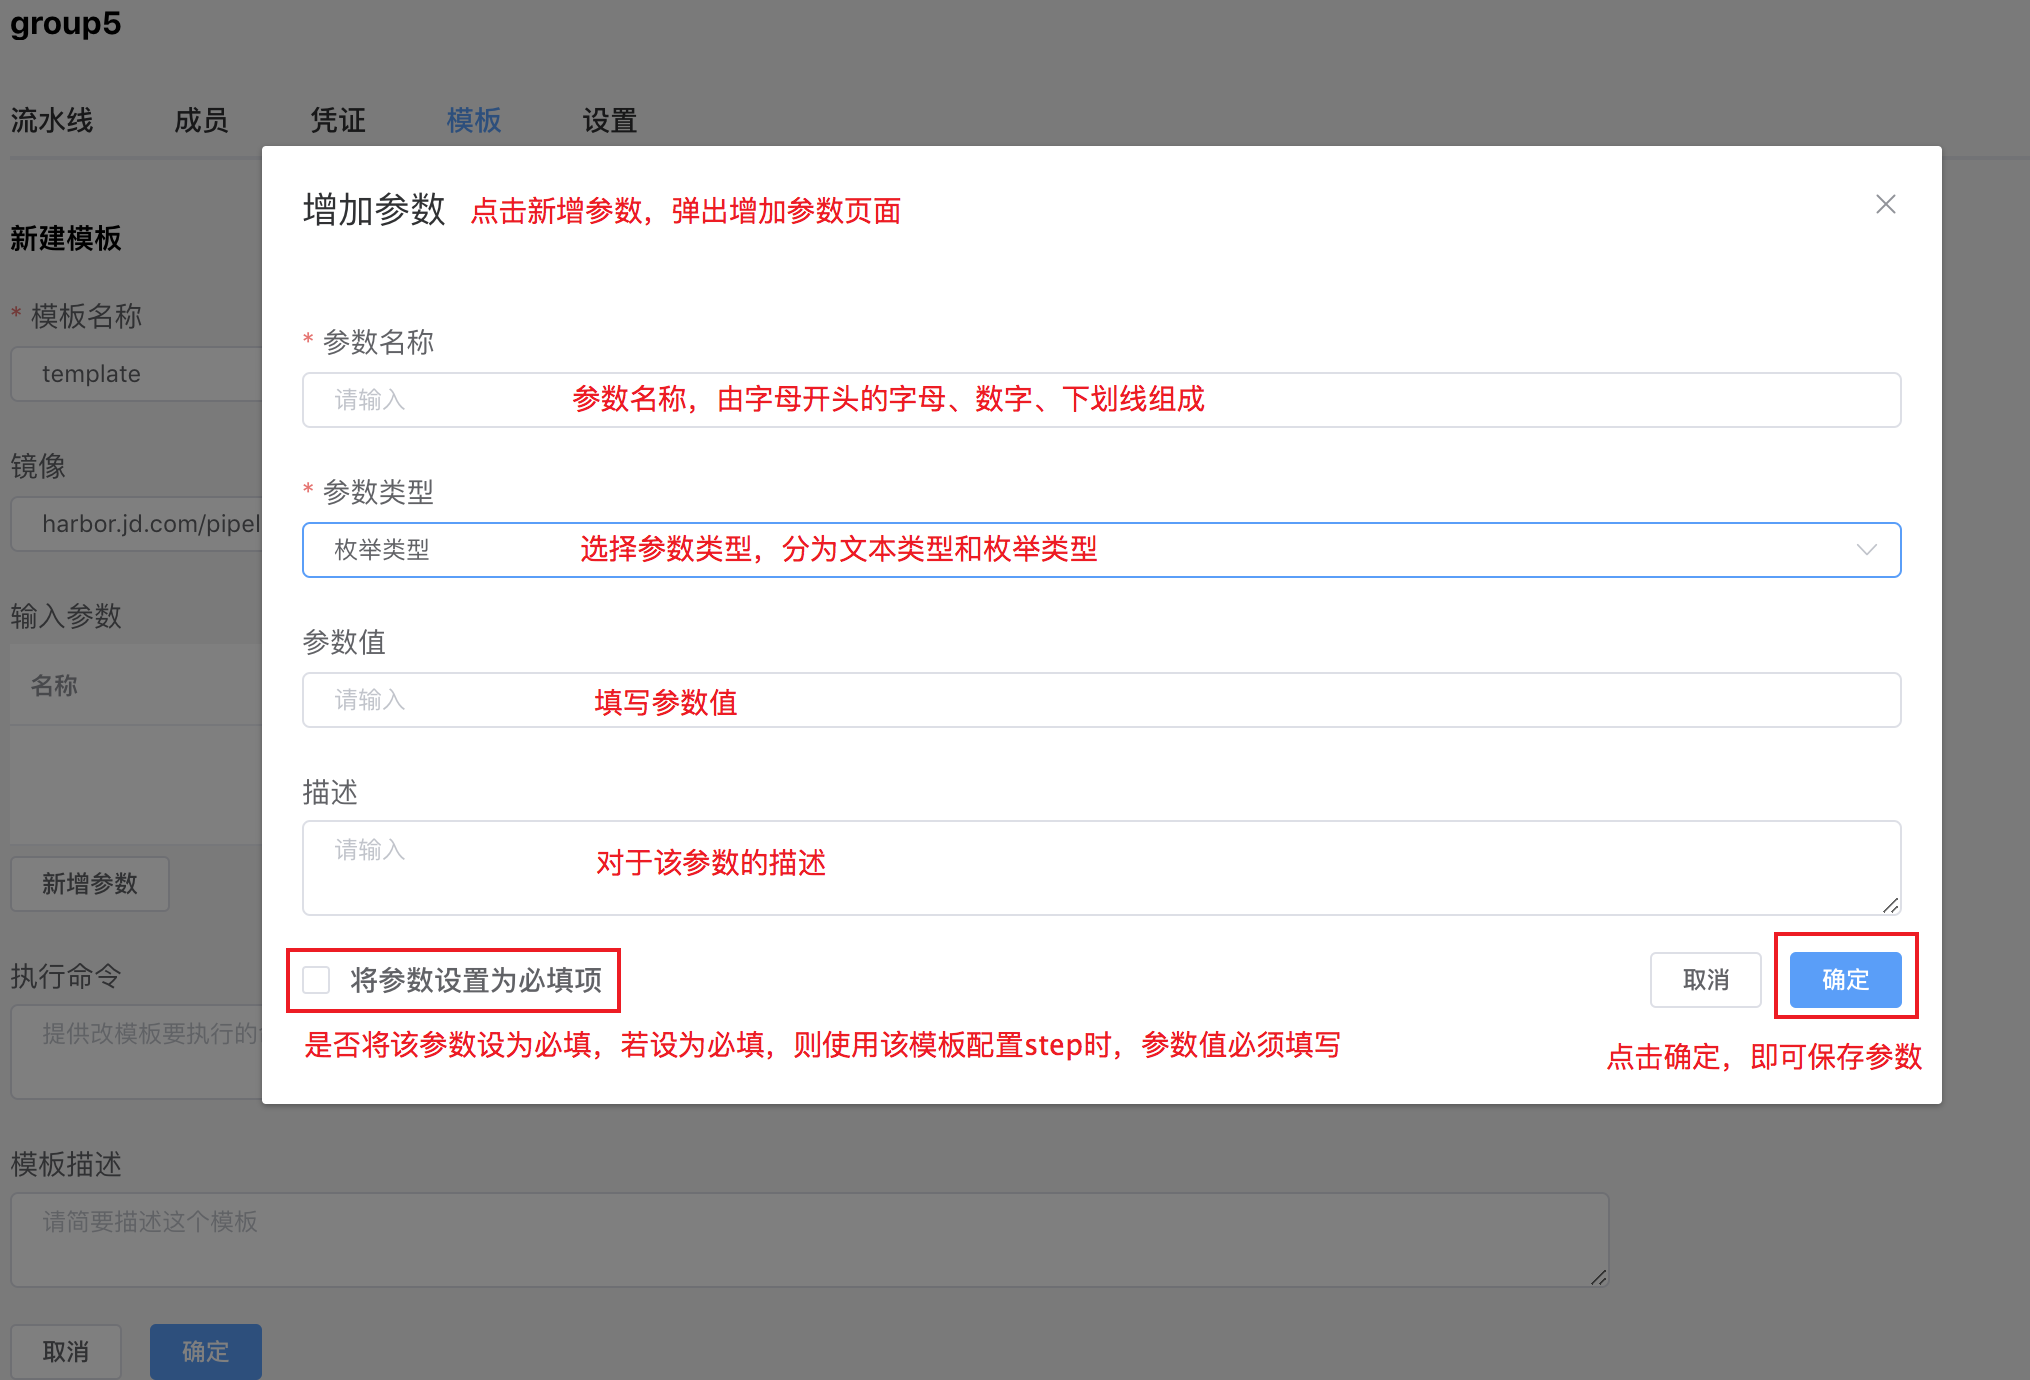 group5
流水线 成员 凭证 模板 设置
新建模板
* 模板名称
template
镜像
harbor.jd.com/pipel
输入参数
名称
新增参数
执行命令
提供改模板要执行的
模板描述
请简要描述这个模板
取消 确定
增加参数 点击新增参数，弹出增加参数页面
* 参数名称
请输入 参数名称，由字母开头的字母、数字、下划线组成
* 参数类型
枚举类型 选择参数类型，分为文本类型和枚举类型
参数值
请输入 填写参数值
描述
请输入 对于该参数的描述
将参数设置为必填项 取消 确定
是否将该参数设为必填，若设为必填，则使用该模板配置step时，参数值必须填写
点击确定，即可保存参数